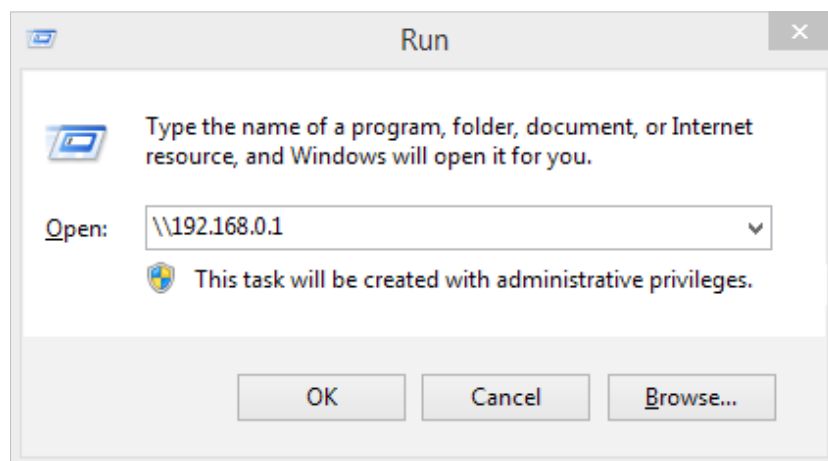 Run
Type the name of a program, folder, document, or Internet
resource, and Windows will open it for you.
Open: \\192.168.0.1
This task will be created with administrative privileges.
OK Cancel Browse...